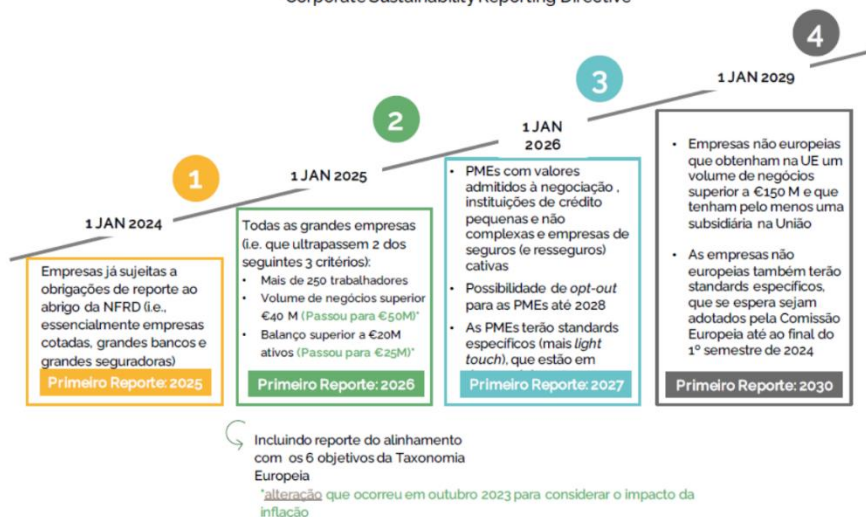 Corporate Sustainability Reporting Directive
1
1 JAN 2024
Empresas já sujeitas a
obrigações de reporte ao
abrigo da NFRD (i.e.,
essencialmente empresas
cotadas, grandes bancos e
grandes seguradoras)
Primeiro Reporte: 2025
2
1 JAN 2025
Todas as grandes empresas
(i.e. que ultrapassem 2 dos
seguintes 3 critérios):
• Mais de 250 trabalhadores
• Volume de negócios superior
€40 M (Passou para €50M)*
• Balanço superior a €20M
ativos (Passou para €25M)*
Primeiro Reporte: 2026
3
1 JAN
2026
• PMEs com valores
admitidos à negociação ,
instituições de crédito
pequenas e não
complexas e empresas de
seguros (e resseguros)
cativas
• Possibilidade de opt-out
para as PMEs até 2028
• As PMEs terão standards
específicos (mais light
touch), que estão em
Primeiro Reporte: 2027
4
1 JAN 2029
• Empresas não europeias
que obtenham na UE um
volume de negócios
superior a €150 M e que
tenham pelo menos uma
subsidiária na União
• As empresas não
europeias também terão
standards específicos,
que se espera sejam
adotados pela Comissão
Europeia até ao final do
1º semestre de 2024
Primeiro Reporte: 2030
Incluindo reporte do alinhamento
com os 6 objetivos da Taxonomia
Europeia
*alteração que ocorreu em outubro 2023 para considerar o impacto da
inflação